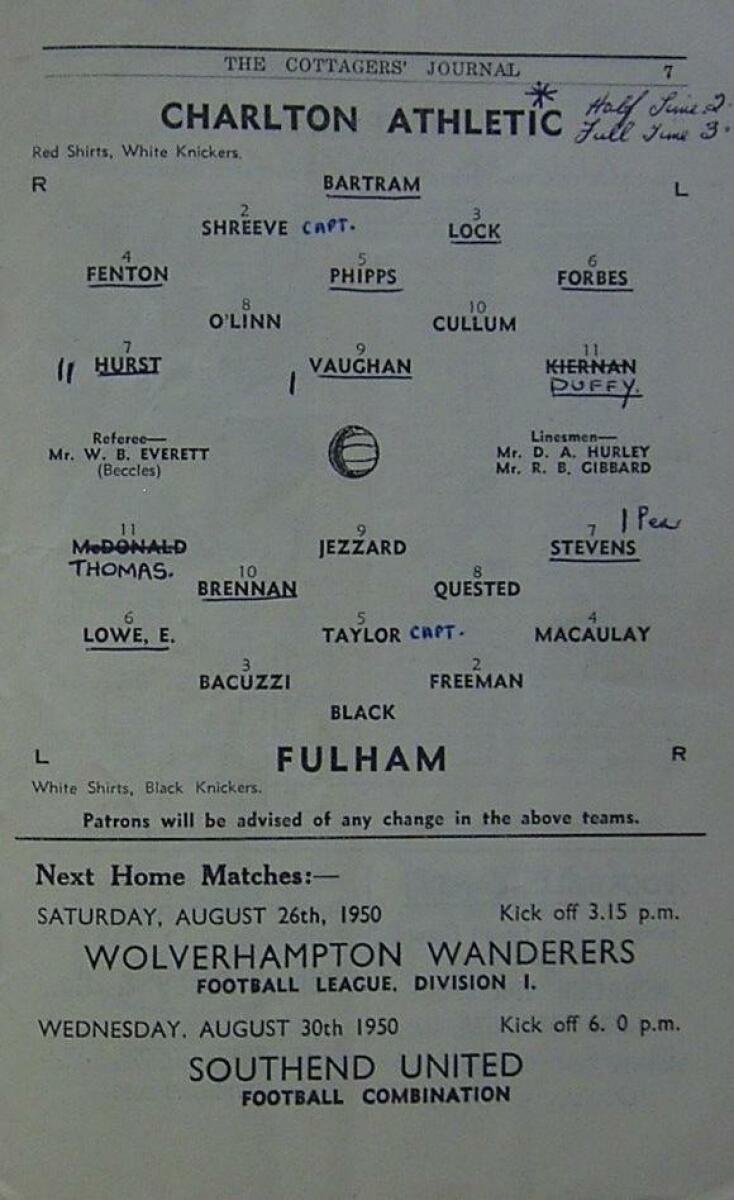 THE COTTAGERS' JOURNAL 7
CHARLTON ATHLETIC * Half Time 2.
Full Time 3.
Red Shirts, White Knickers.
R BARTRAM L
2 3
SHREEVE CAPT. LOCK
4 5 6
FENTON PHIPPS FORBES
8 10
O'LINN CULLUM
7 9 11
11 HURST 1 VAUGHAN KIERNAN
DUFFY.
Referee— Linesmen—
Mr. W. B. EVERETT Mr. D. A. HURLEY
(Beccles) Mr. R. B. GIBBARD
11 9 7 1 Pen
McDONALD JEZZARD STEVENS
THOMAS.
10 8
BRENNAN QUESTED
6 5 4
LOWE, E. TAYLOR CAPT. MACAULAY
3 2
BACUZZI FREEMAN
BLACK
L FULHAM R
White Shirts, Black Knickers.
Patrons will be advised of any change in the above teams.
Next Home Matches:—
SATURDAY, AUGUST 26th, 1950 Kick off 3.15 p.m.
WOLVERHAMPTON WANDERERS
FOOTBALL LEAGUE. DIVISION I.
WEDNESDAY, AUGUST 30th 1950 Kick off 6. 0 p.m.
SOUTHEND UNITED
FOOTBALL COMBINATION